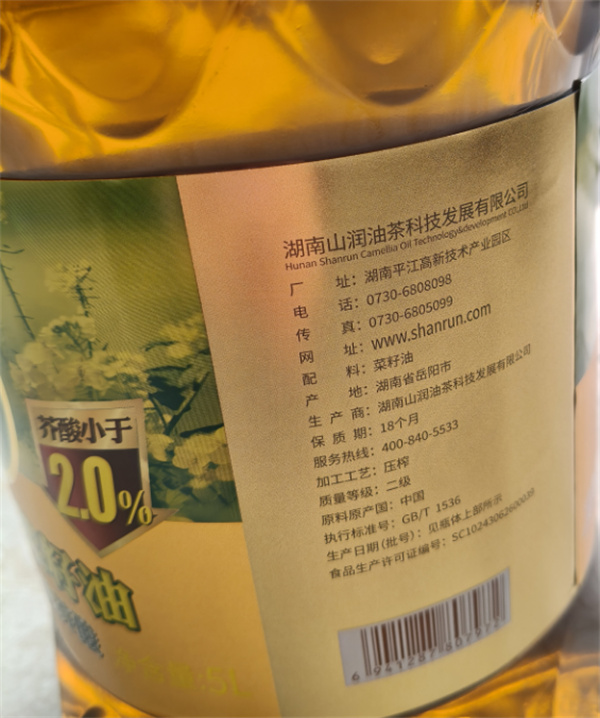 湖南山润油茶科技发展有限公司
Hunan Shanrun Camellia Oil Technology&development CO.,Ltd
厂 址：湖南平江高新技术产业园区
电 话：0730-6808098
传 真：0730-6805099
网 址：www.shanrun.com
配 料：菜籽油
产 地：湖南省岳阳市
生 产 商：湖南山润油茶科技发展有限公司
保 质 期：18个月
服务热线：400-840-5533
加工工艺：压榨
质量等级：二级
原料原产国：中国
执行标准号：GB/T 1536
生产日期(批号)：见瓶体上部所示
食品生产许可证编号：SC10243062600039
芥酸小于
2.0%
籽油
5L